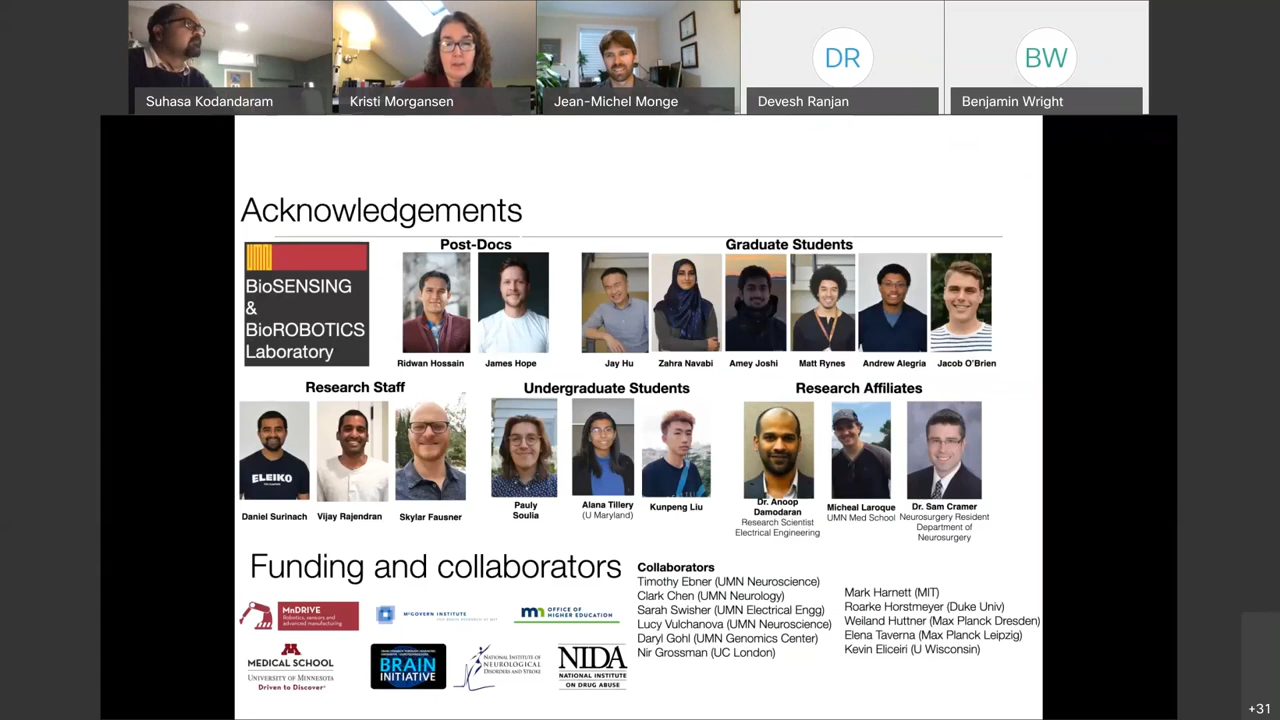 DR
BW
Suhasa Kodandaram
Kristi Morgansen
Jean-Michel Monge
Devesh Ranjan
Benjamin Wright
Acknowledgements
BioSENSING
&
BioROBOTICS
Laboratory
Post-Docs
Ridwan Hossain
James Hope
Graduate Students
Jay Hu
Zahra Navabi
Amey Joshi
Matt Rynes
Andrew Alegria
Jacob O'Brien
Research Staff
ELEIKO
Daniel Surinach
Vijay Rajendran
Skylar Fausner
Undergraduate Students
Pauly
Soulia
Alana Tillery
(U Maryland)
Kunpeng Liu
Research Affiliates
Dr. Anoop
Damodaran
Research Scientist
Electrical Engineering
Micheal Laroque
UMN Med School
Dr. Sam Cramer
Neurosurgery Resident
Department of
Neurosurgery
Funding and collaborators
MnDRIVE
Robotics, sensors and
advanced manufacturing
McGOVERN INSTITUTE
OFFICE OF
HIGHER EDUCATION
MEDICAL SCHOOL
UNIVERSITY OF MINNESOTA
Driven to Discover
BRAIN
INITIATIVE
NATIONAL INSTITUTE OF
NEUROLOGICAL
DISORDERS AND STROKE
NIDA
NATIONAL INSTITUTE
ON DRUG ABUSE
Collaborators
Timothy Ebner (UMN Neuroscience)
Clark Chen (UMN Neurology)
Sarah Swisher (UMN Electrical Engg)
Lucy Vulchanova (UMN Neuroscience)
Daryl Gohl (UMN Genomics Center)
Nir Grossman (UC London)
Mark Harnett (MIT)
Roarke Horstmeyer (Duke Univ)
Weiland Huttner (Max Planck Dresden)
Elena Taverna (Max Planck Leipzig)
Kevin Eliceiri (U Wisconsin)
+31